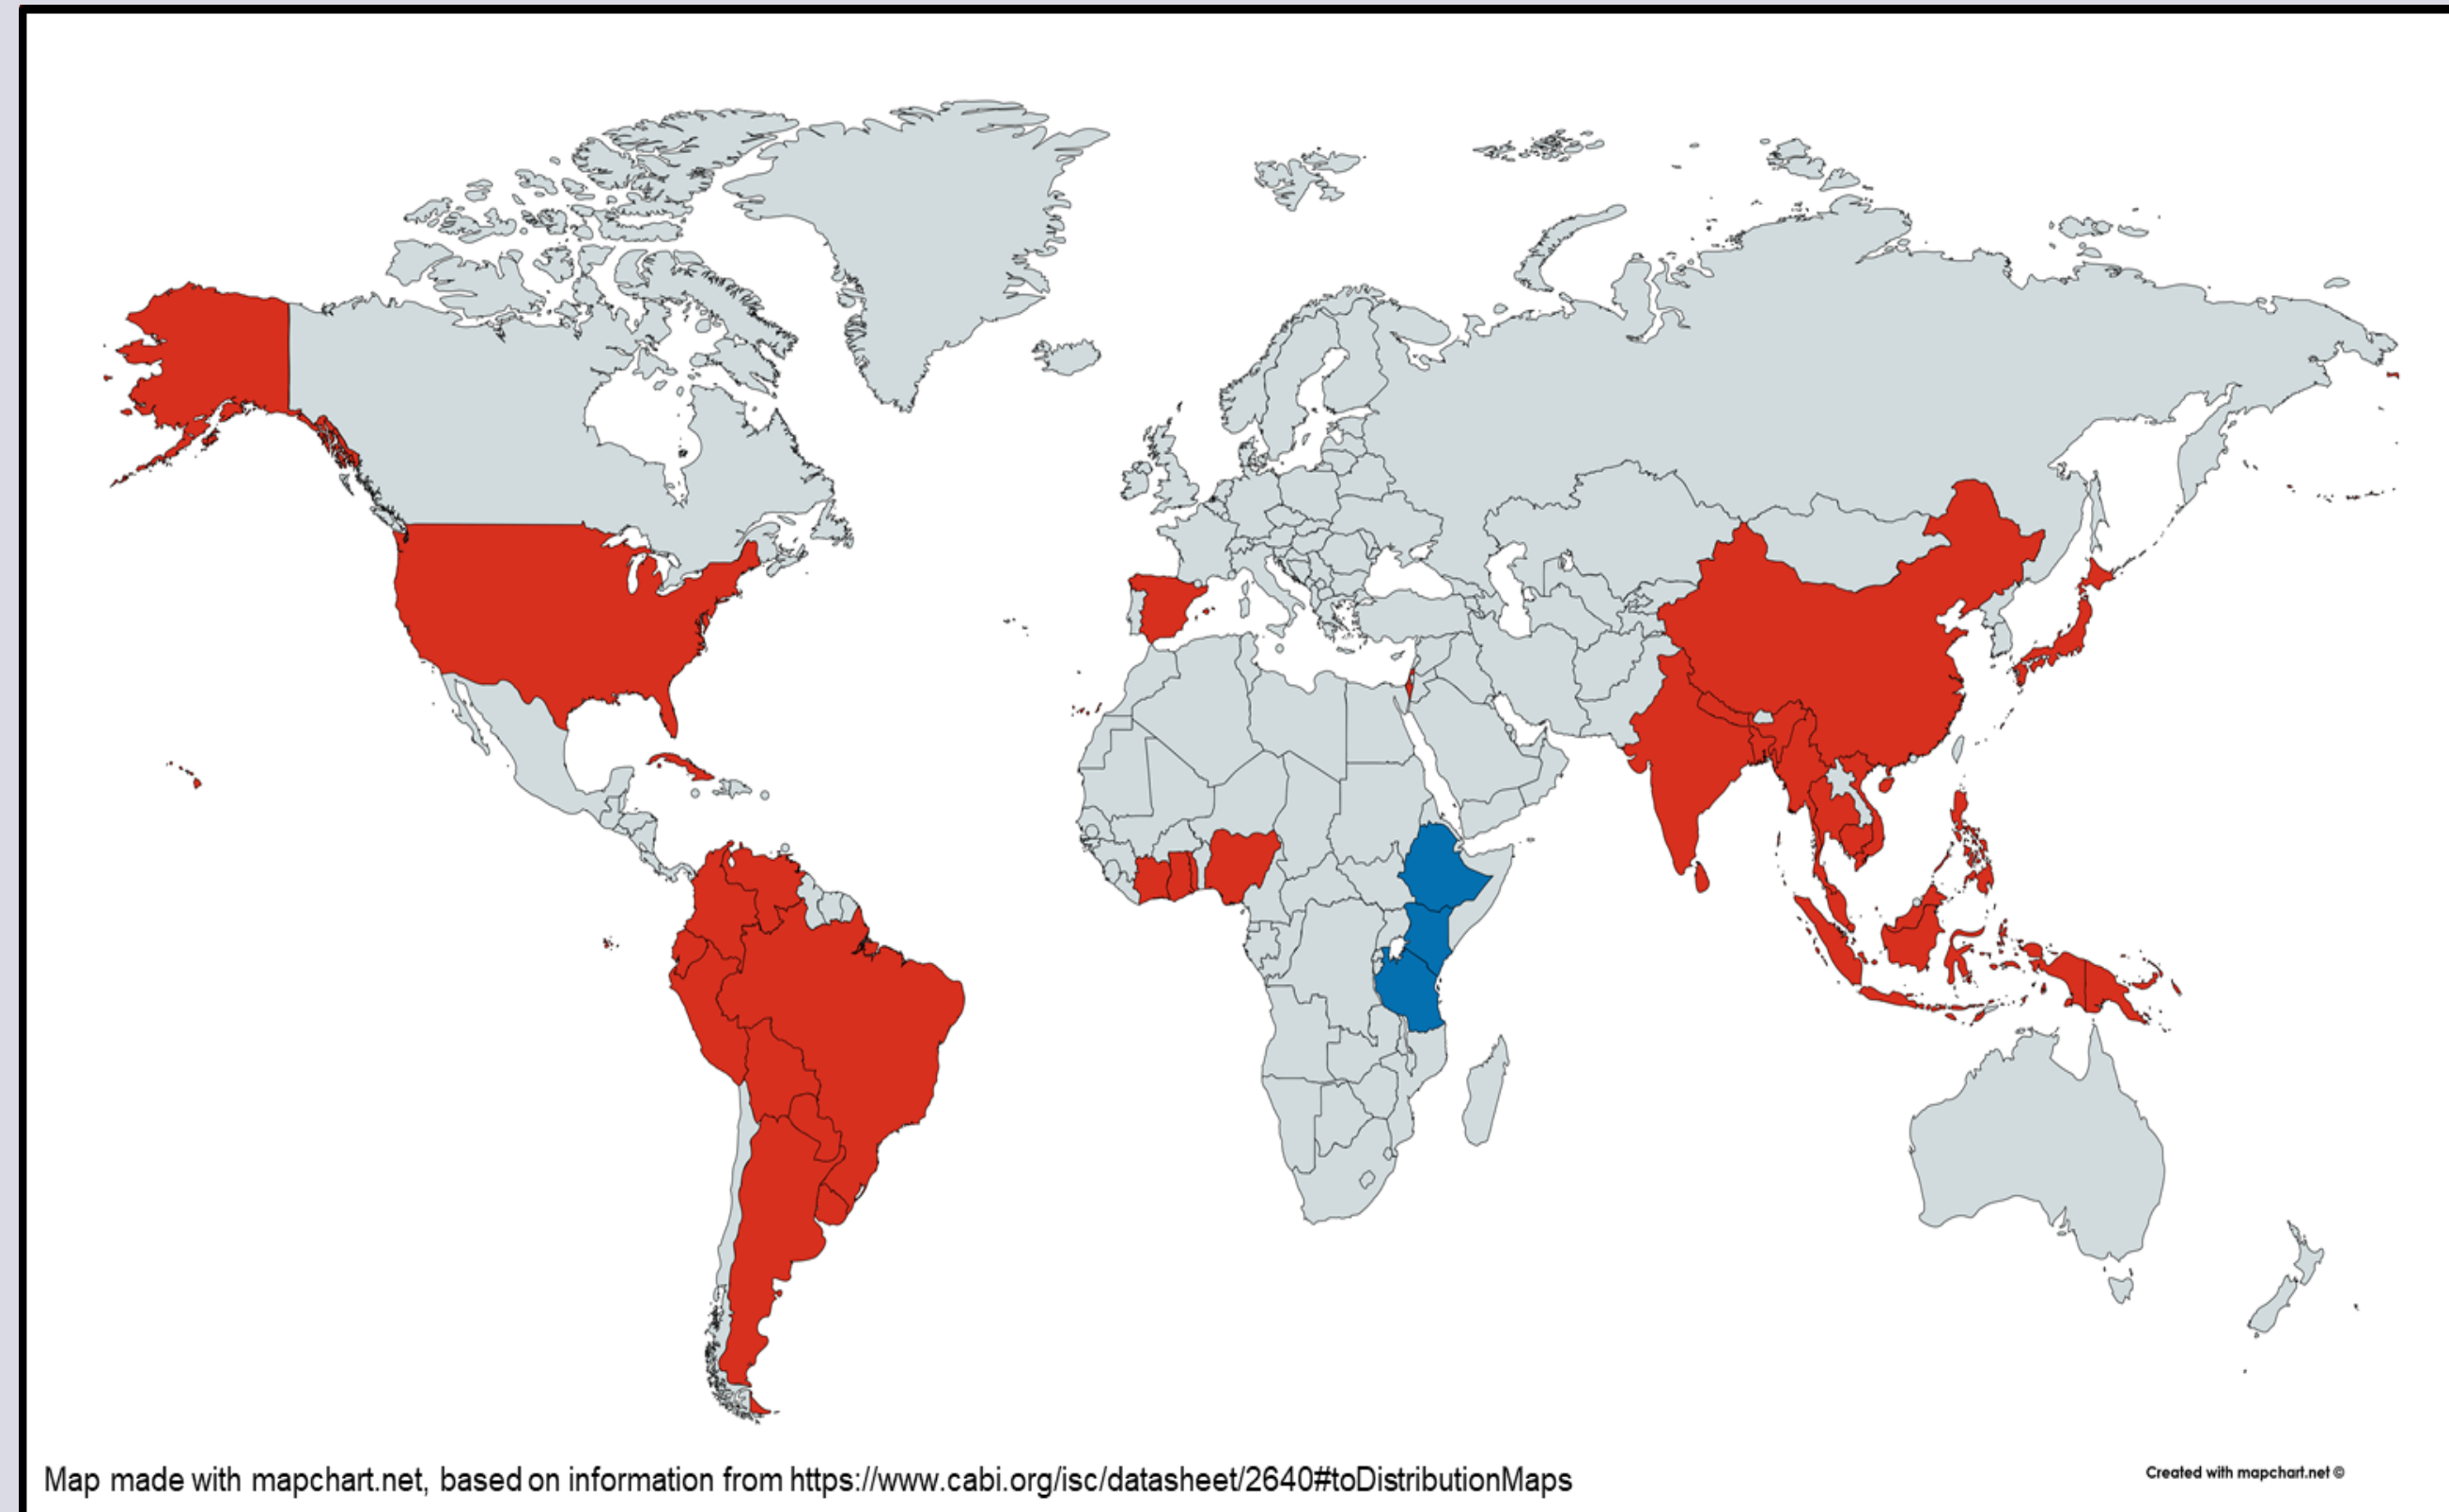 Map made with mapchart.net, based on information from https://www.cabi.org/isc/datasheet/2640#toDistributionMaps
Created with mapchart.net ©